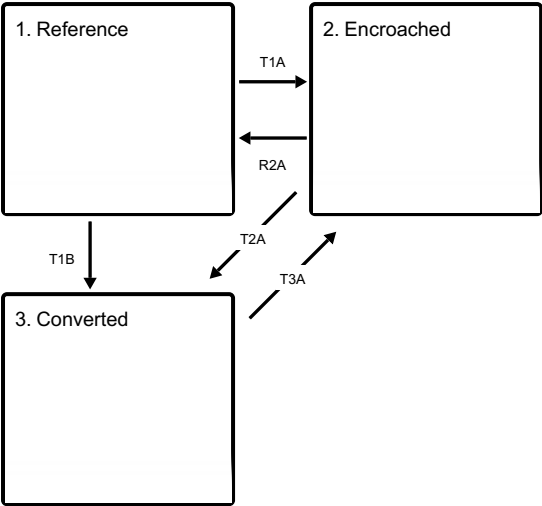 1. Reference
2. Encroached
T1A
R2A
T2A
T1B
T3A
3. Converted